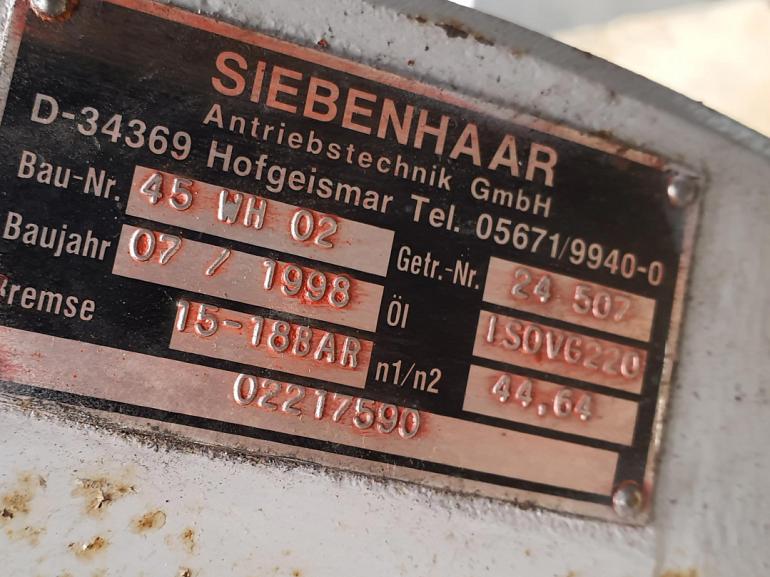 SIEBENHAAR
Antriebstechnik GmbH
D-34369 Hofgeismar Tel. 05671/9940-0
Bau-Nr. 45 WH 02 Getr.-Nr. 24 507
Baujahr 07 / 1998 Öl ISOVG220
remse 15-18BAR n1/n2 44,64
02217590